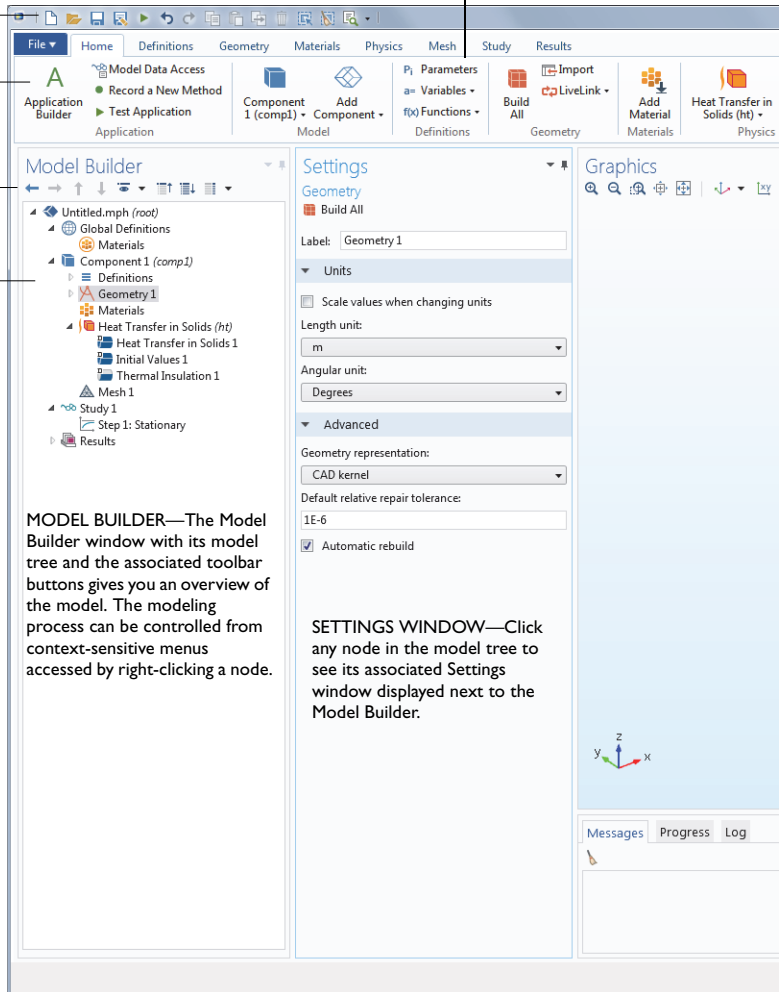 File Home Definitions Geometry Materials Physics Mesh Study Results
A
Application Builder
Model Data Access
Record a New Method
Test Application
Application
Component 1 (comp1)
Add Component
Model
Pi Parameters
a= Variables
f(x) Functions
Definitions
Build All
Import
LiveLink
Geometry
Add Material
Materials
Heat Transfer in Solids (ht)
Physics
Model Builder
Untitled.mph (root)
Global Definitions
Materials
Component 1 (comp1)
Definitions
Geometry 1
Materials
Heat Transfer in Solids (ht)
Heat Transfer in Solids 1
Initial Values 1
Thermal Insulation 1
Mesh 1
Study 1
Step 1: Stationary
Results
MODEL BUILDER—The Model
Builder window with its model
tree and the associated toolbar
buttons gives you an overview of
the model. The modeling
process can be controlled from
context-sensitive menus
accessed by right-clicking a node.
Settings
Geometry
Build All
Label: Geometry 1
Units
Scale values when changing units
Length unit:
m
Angular unit:
Degrees
Advanced
Geometry representation:
CAD kernel
Default relative repair tolerance:
1E-6
Automatic rebuild
SETTINGS WINDOW—Click
any node in the model tree to
see its associated Settings
window displayed next to the
Model Builder.
Graphics
xy
z
y x
Messages Progress Log